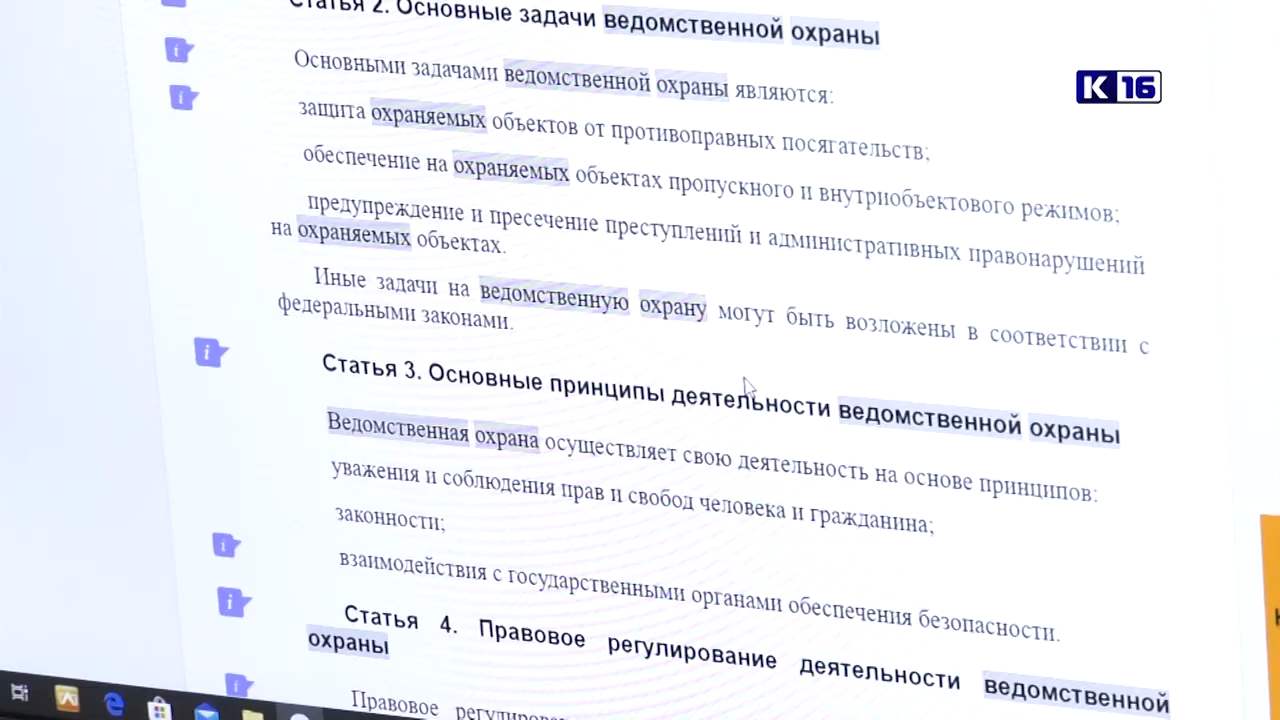 Статья 2. Основные задачи ведомственной охраны
K 16
Основными задачами ведомственной охраны являются:
защита охраняемых объектов от противоправных посягательств;
обеспечение на охраняемых объектах пропускного и внутриобъектового режимов;
предупреждение и пресечение преступлений и административных правонарушений
на охраняемых объектах.
Иные задачи на ведомственную охрану могут быть возложены в соответствии с
федеральными законами.
Статья 3. Основные принципы деятельности ведомственной охраны
Ведомственная охрана осуществляет свою деятельность на основе принципов:
уважения и соблюдения прав и свобод человека и гражданина;
законности;
взаимодействия с государственными органами обеспечения безопасности.
Статья 4. Правовое регулирование деятельности ведомственной
охраны
Правовое